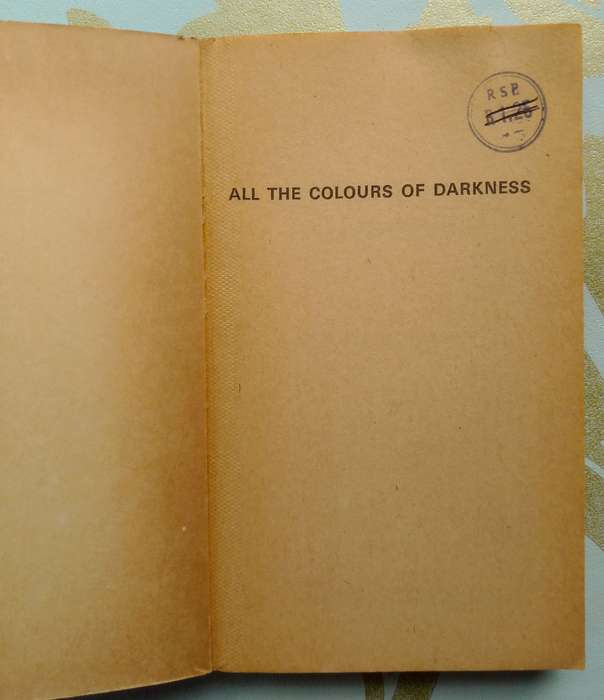 RSP.
ALL THE COLOURS OF DARKNESS